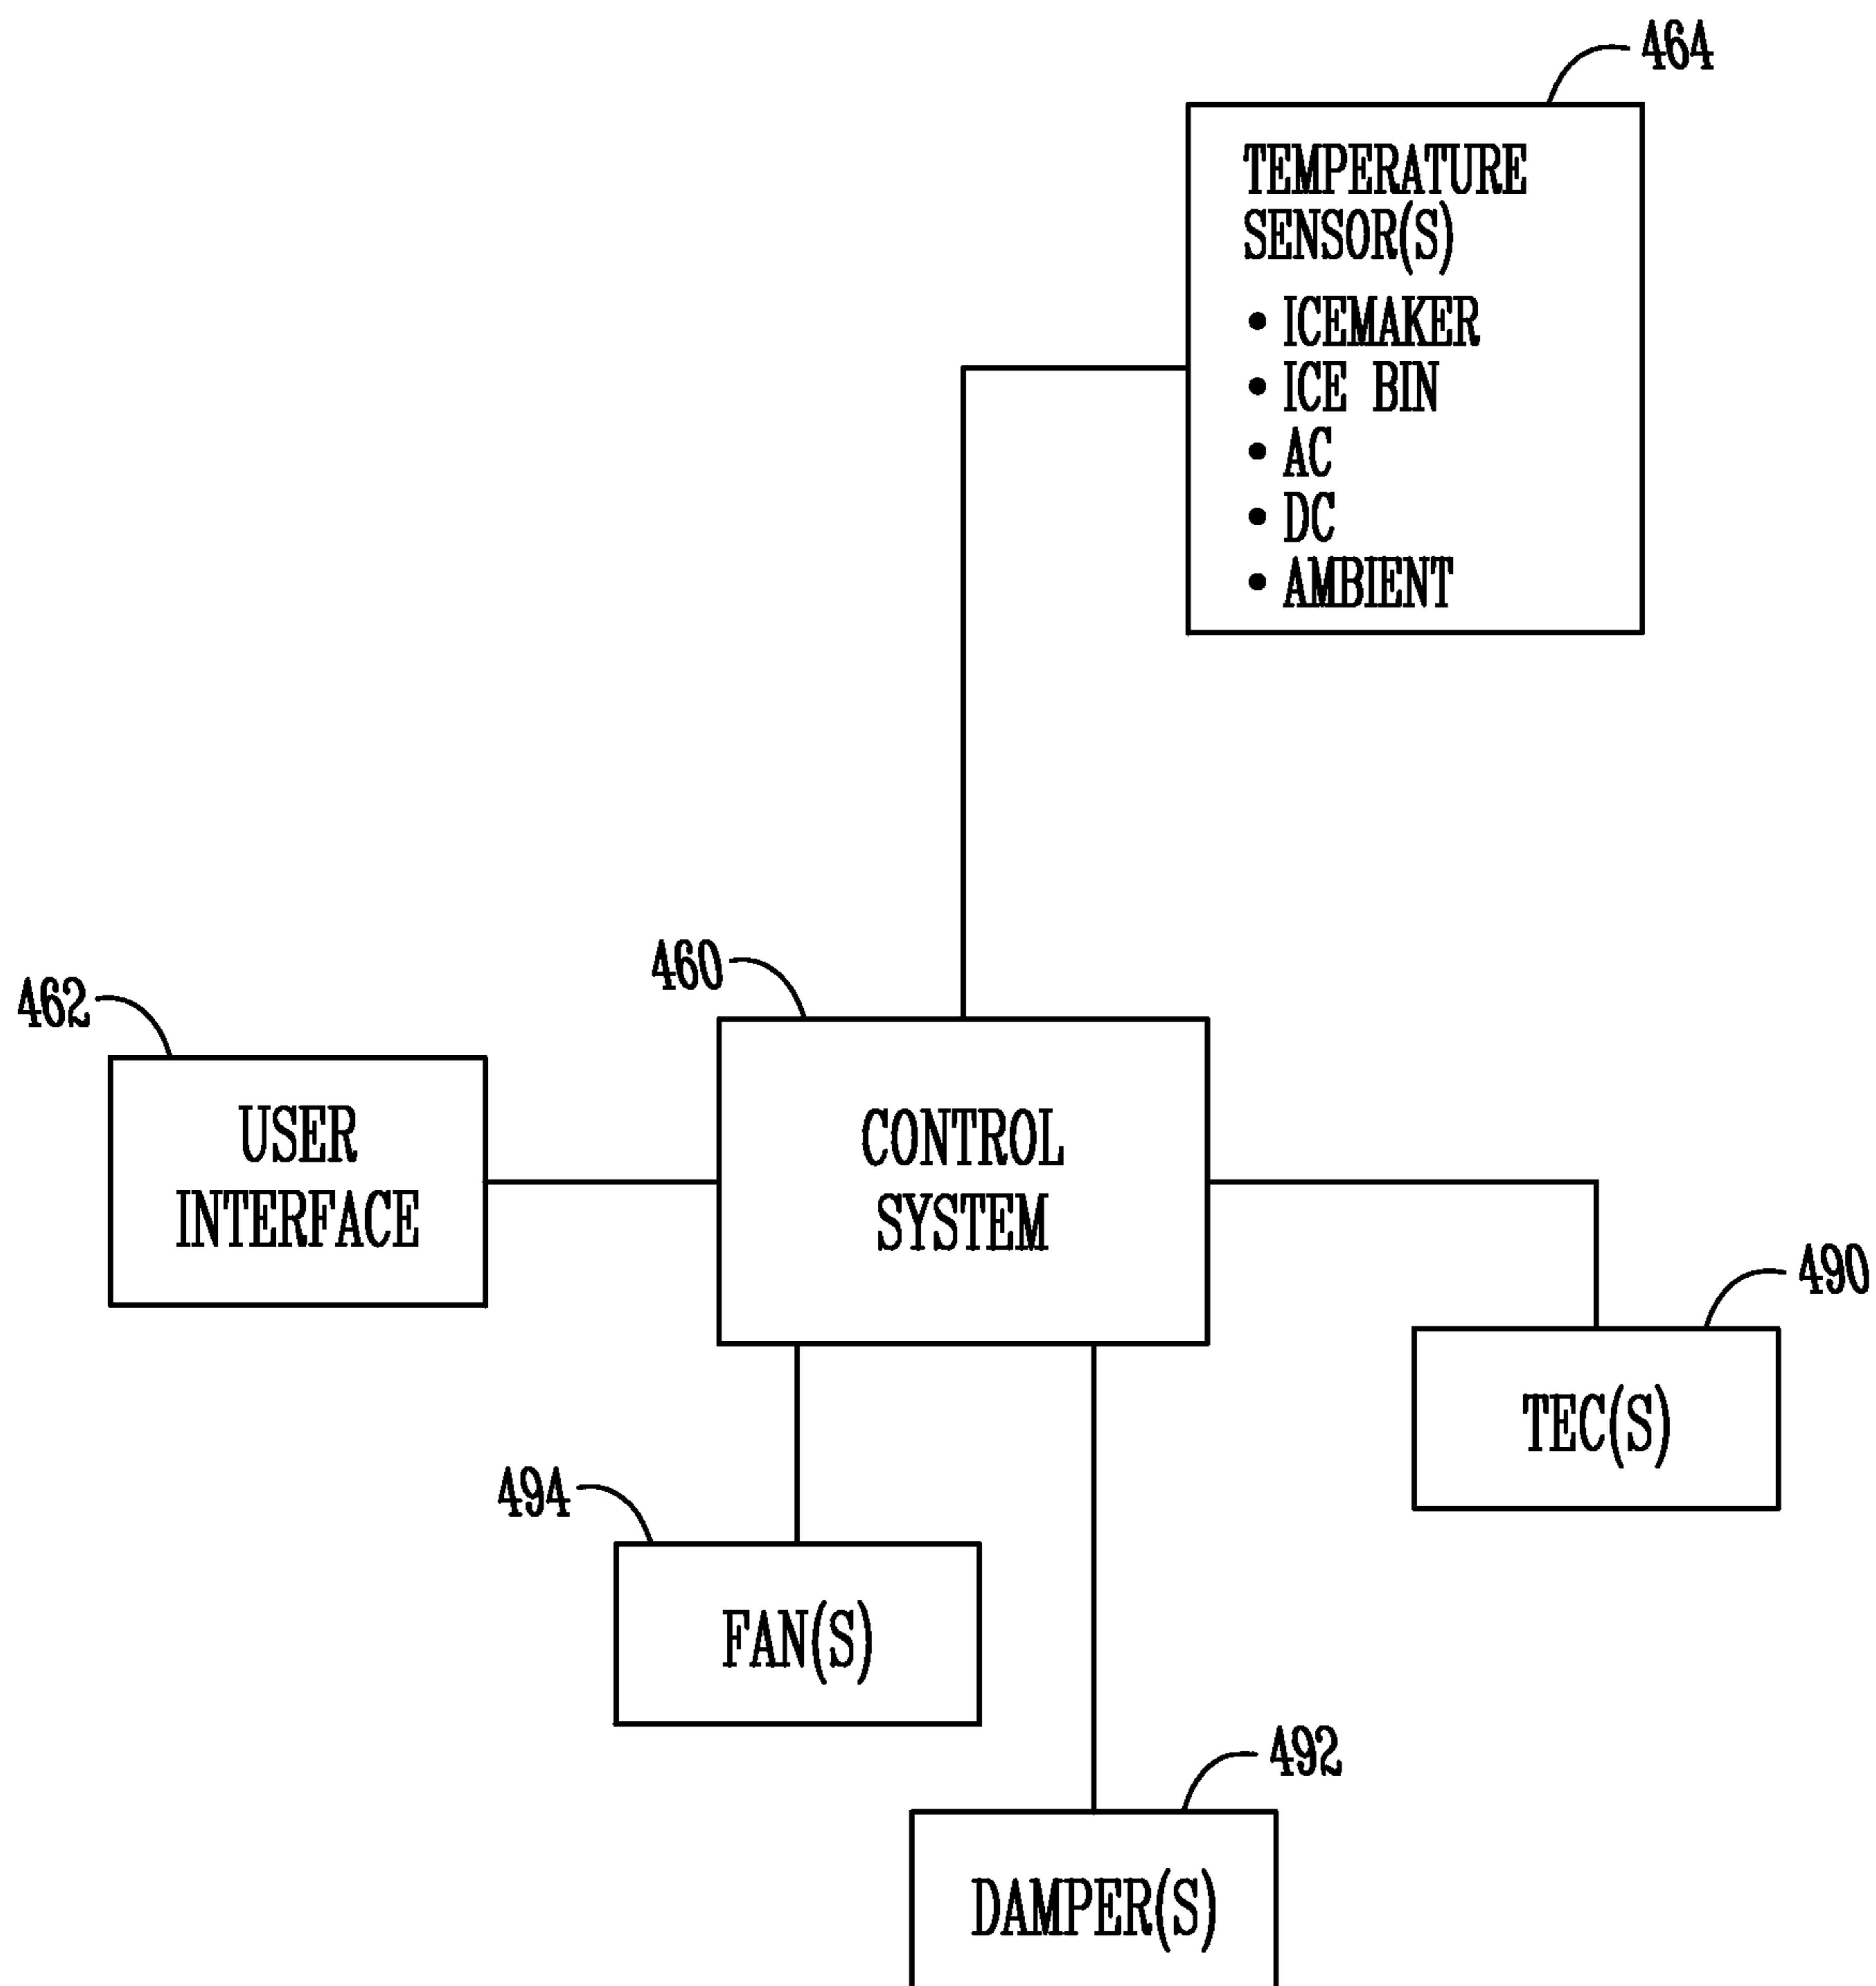 464
TEMPERATURE
SENSOR(S)
• ICEMAKER
• ICE BIN
• AC
• DC
• AMBIENT
460
462
USER
INTERFACE
CONTROL
SYSTEM
490
TEC(S)
494
FAN(S)
492
DAMPER(S)